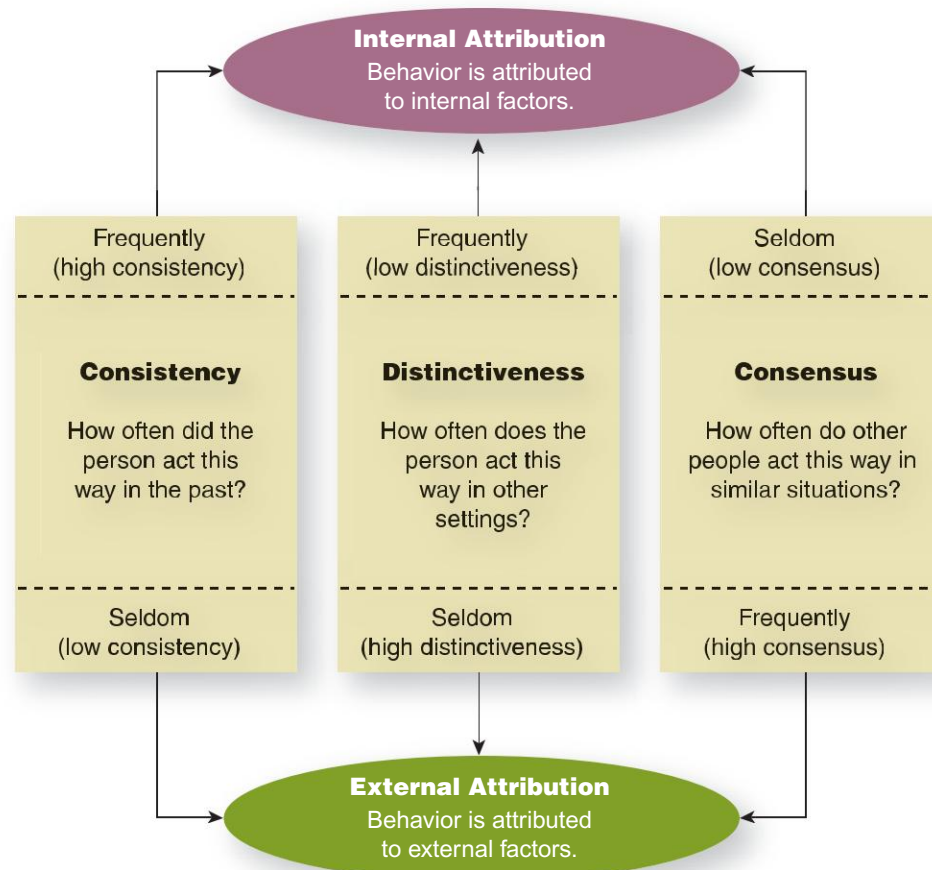 Internal Attribution
Behavior is attributed
to internal factors.
Frequently
(high consistency)
Consistency
How often did the
person act this
way in the past?
Seldom
(low consistency)
Frequently
(low distinctiveness)
Distinctiveness
How often does the
person act this
way in other
settings?
Seldom
(high distinctiveness)
Seldom
(low consensus)
Consensus
How often do other
people act this way in
similar situations?
Frequently
(high consensus)
External Attribution
Behavior is attributed
to external factors.